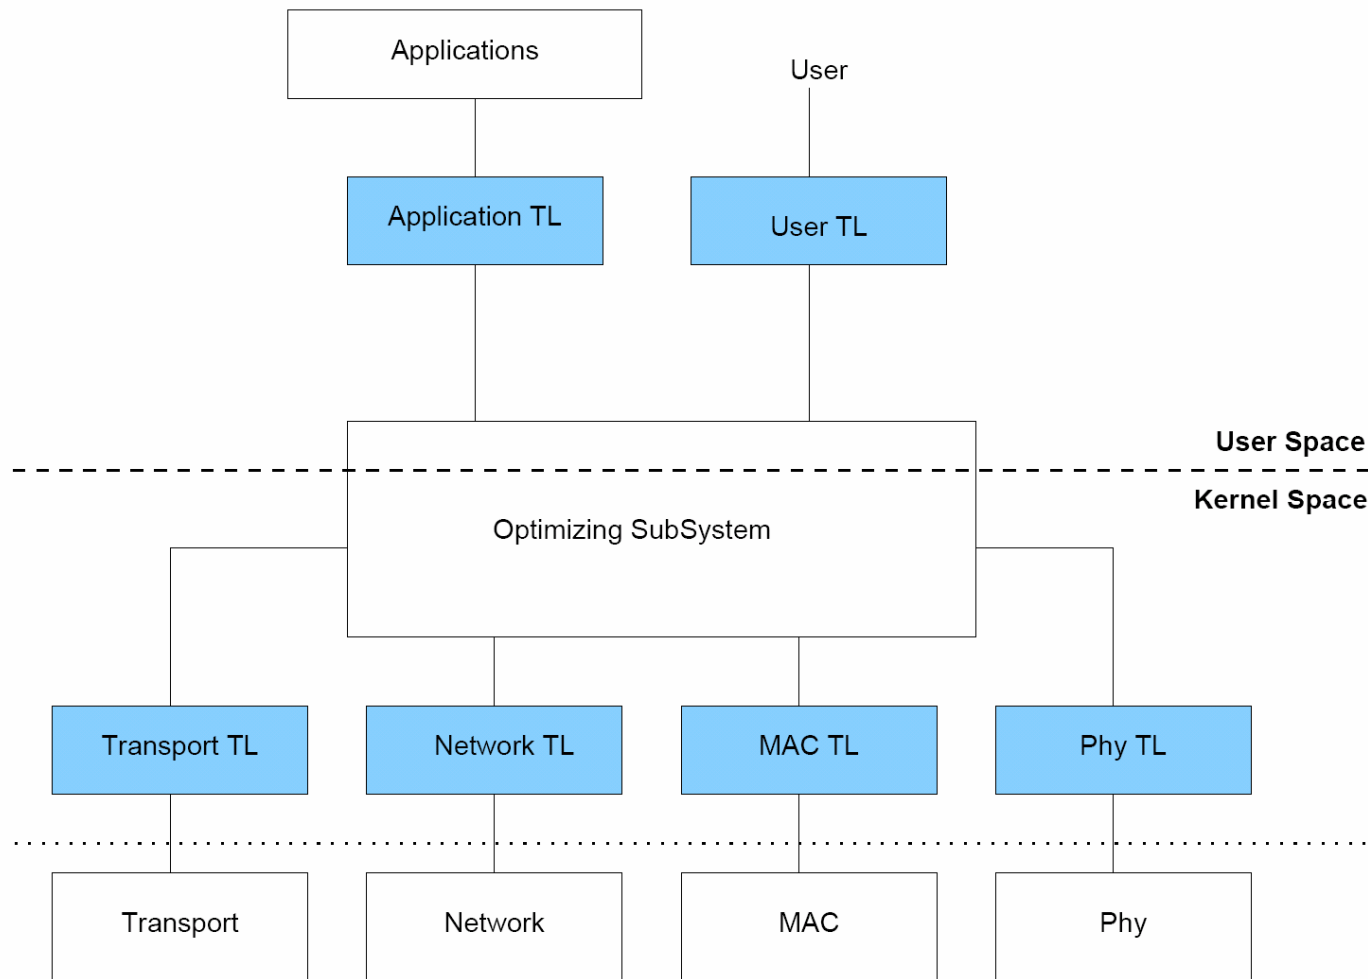 Applications
User
Application TL
User TL
User Space
Kernel Space
Optimizing SubSystem
Transport TL
Network TL
MAC TL
Phy TL
Transport
Network
MAC
Phy